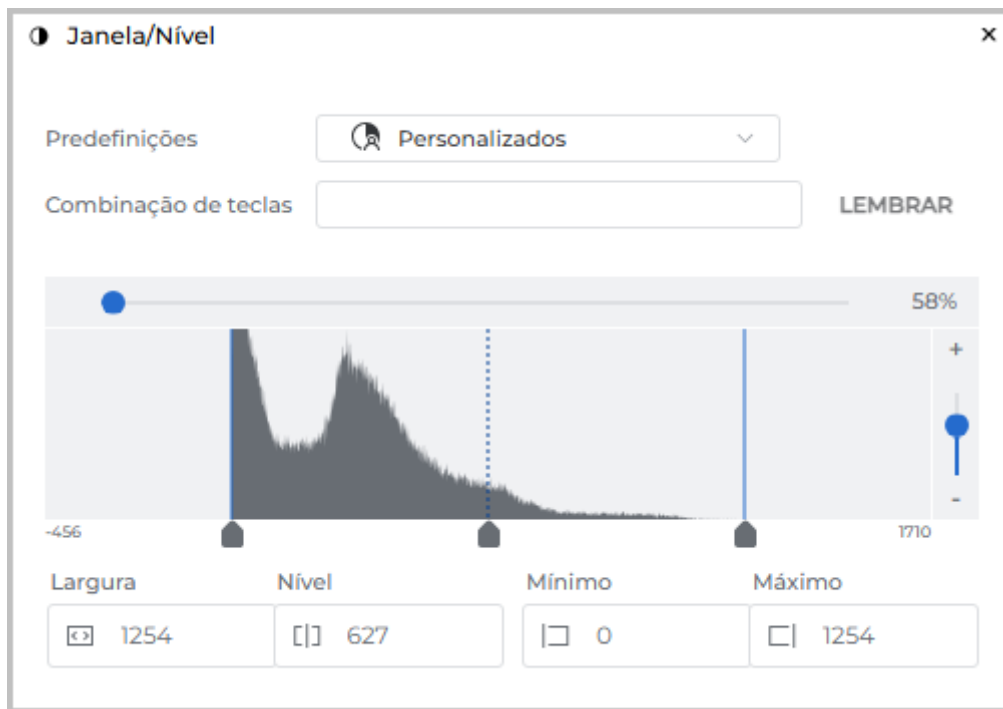 Janela/Nível
Predefinições Personalizados
Combinação de teclas LEMBRAR
58%
+
-
-456 1710
Largura Nível Mínimo Máximo
1254 627 0 1254